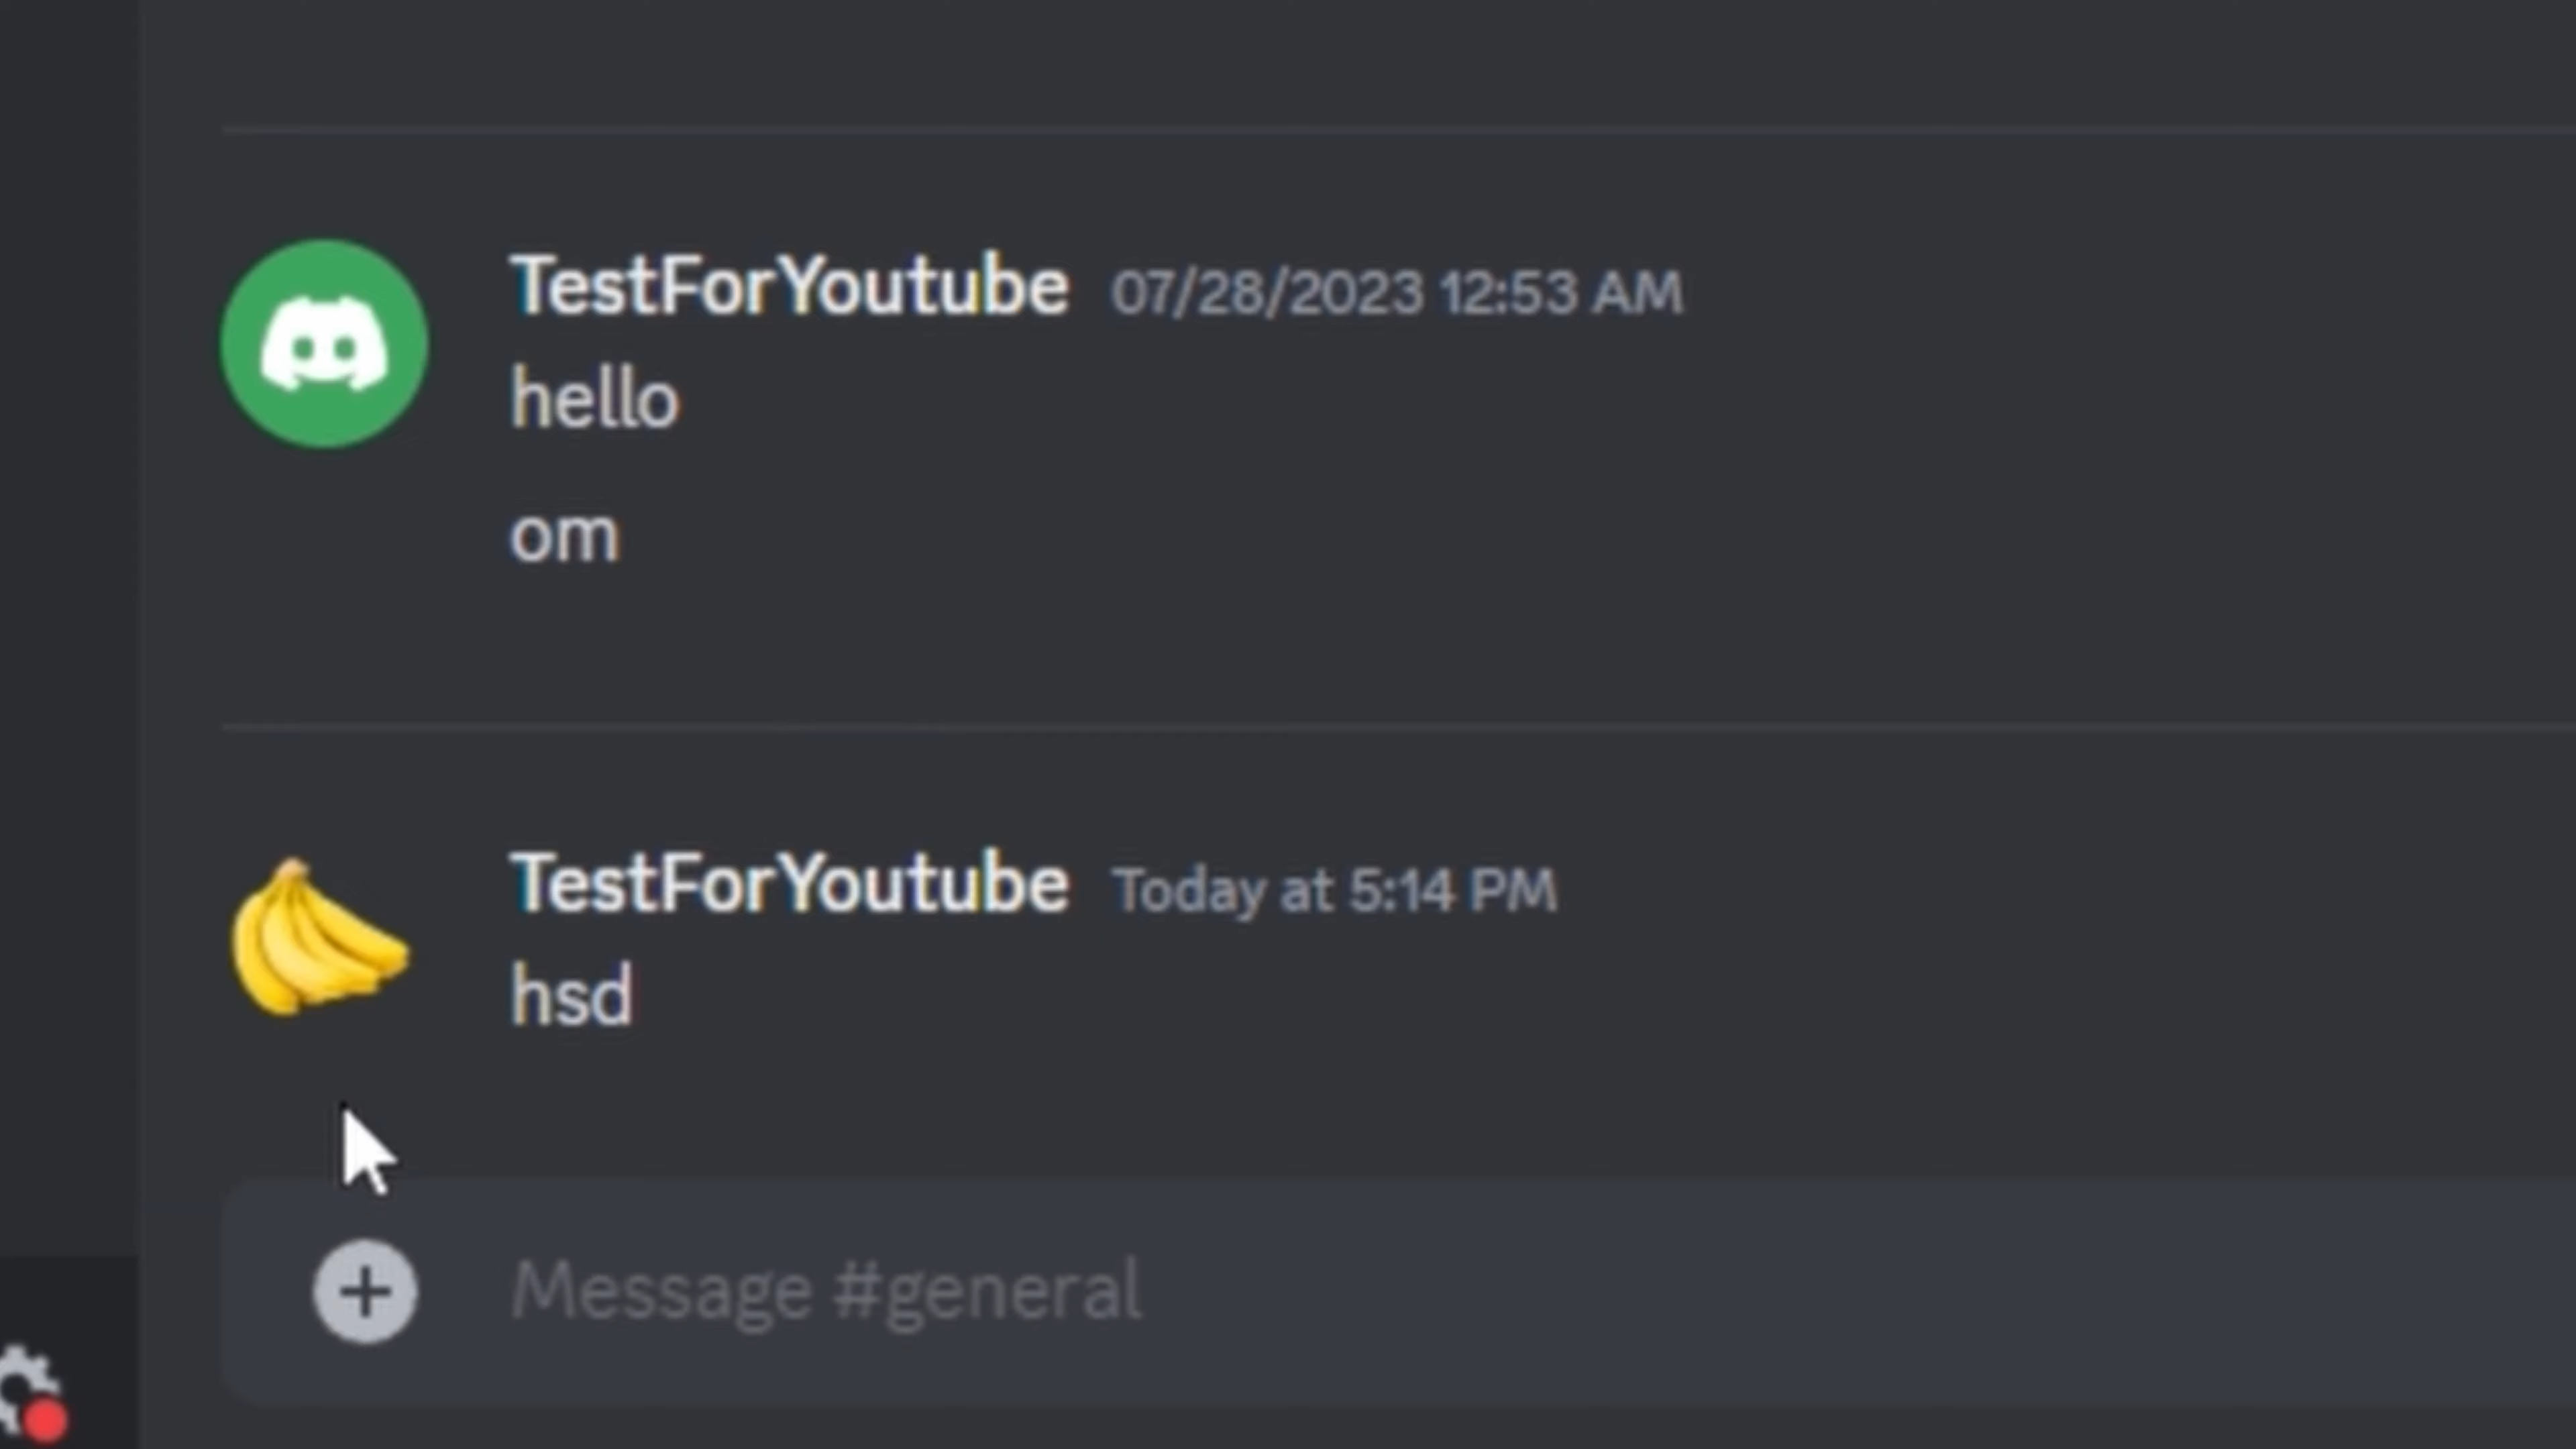 TestForYoutube 07/28/2023 12:53 AM
hello
om
TestForYoutube Today at 5:14 PM
hsd
Message #general